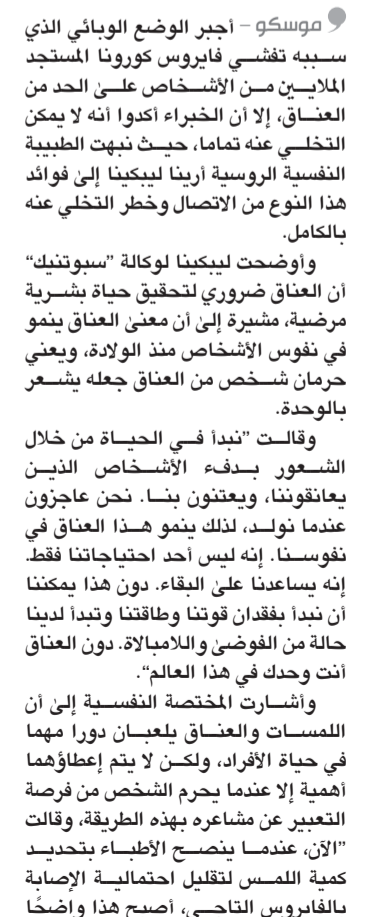 موسكو – أجبر الوضع الوبائي الذي
سببه تفشي فايروس كورونا المستجد
الملايين من الأشخاص على الحد من
العناق، إلا أن الخبراء أكدوا أنه لا يمكن
التخلي عنه تماما، حيث نبهت الطبيبة
النفسية الروسية أرينا ليبكينا إلى فوائد
هذا النوع من الاتصال وخطر التخلي عنه
بالكامل.
وأوضحت ليبكينا لوكالة ”سبوتنيك“
أن العناق ضروري لتحقيق حياة بشرية
مرضية، مشيرة إلى أن معنى العناق ينمو
في نفوس الأشخاص منذ الولادة، ويعني
حرمان شخص من العناق جعله يشعر
بالوحدة.
وقالت ”نبدأ في الحياة من خلال
الشعور بدفء الأشخاص الذين
يعانقوننا، ويعتنون بنا. نحن عاجزون
عندما نولد، لذلك ينمو هذا العناق في
نفوسنا. إنه ليس أحد احتياجاتنا فقط.
إنه يساعدنا على البقاء. دون هذا يمكننا
أن نبدأ بفقدان قوتنا وطاقتنا وتبدأ لدينا
حالة من الفوضى واللامبالاة. دون العناق
أنت وحدك في هذا العالم“.
وأشارت المختصة النفسية إلى أن
اللمسات والعناق يلعبان دورا مهما
في حياة الأفراد، ولكن لا يتم إعطاؤهما
أهمية إلا عندما يحرم الشخص من فرصة
التعبير عن مشاعره بهذه الطريقة، وقالت
”الآن، عندما ينصح الأطباء بتحديد
كمية اللمس لتقليل احتمالية الإصابة
بالفايروس التاجي، أصبح هذا واضحًا